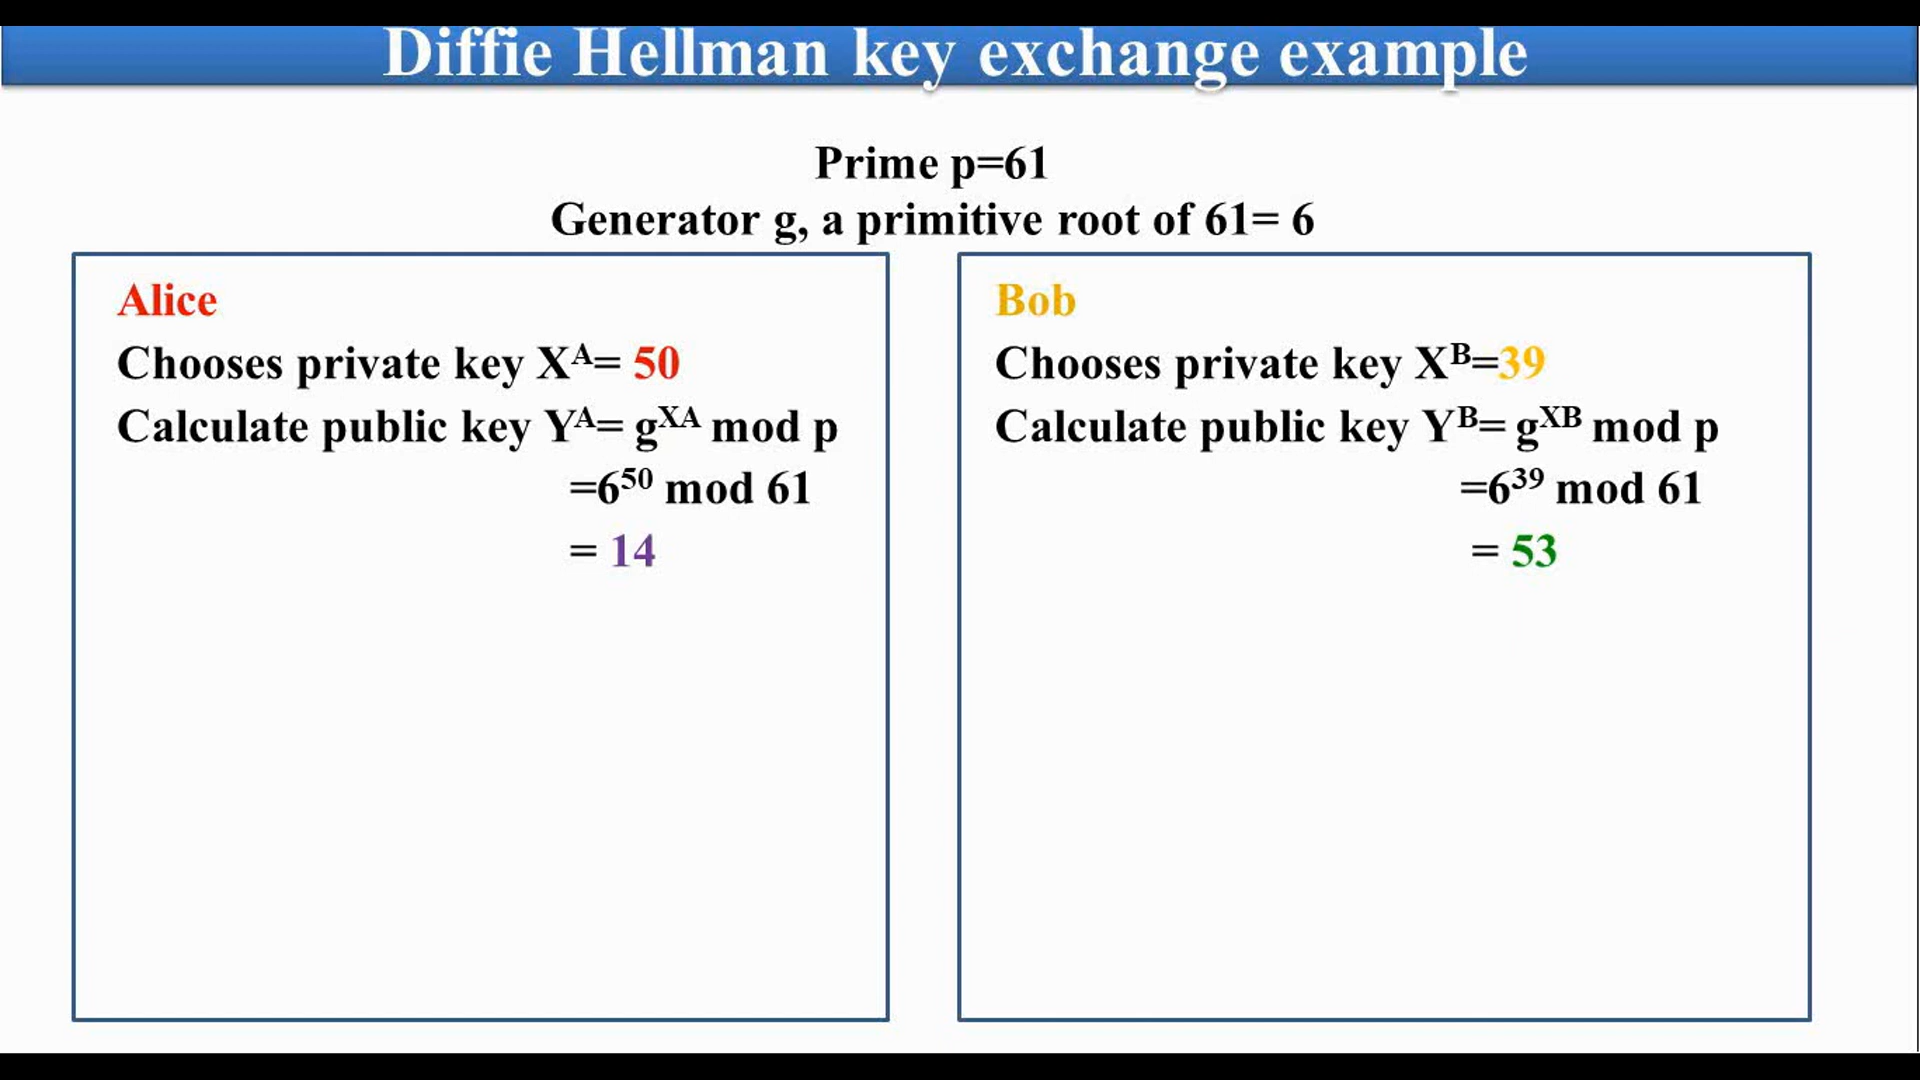 Diffie Hellman key exchange example
Prime p=61
Generator g, a primitive root of 61= 6
Alice
Chooses private key Xᴬ= 50
Calculate public key Yᴬ= gˣᴬ mod p
=6⁵⁰ mod 61
= 14
Bob
Chooses private key Xᴮ=39
Calculate public key Yᴮ= gˣᴮ mod p
=6³⁹ mod 61
= 53